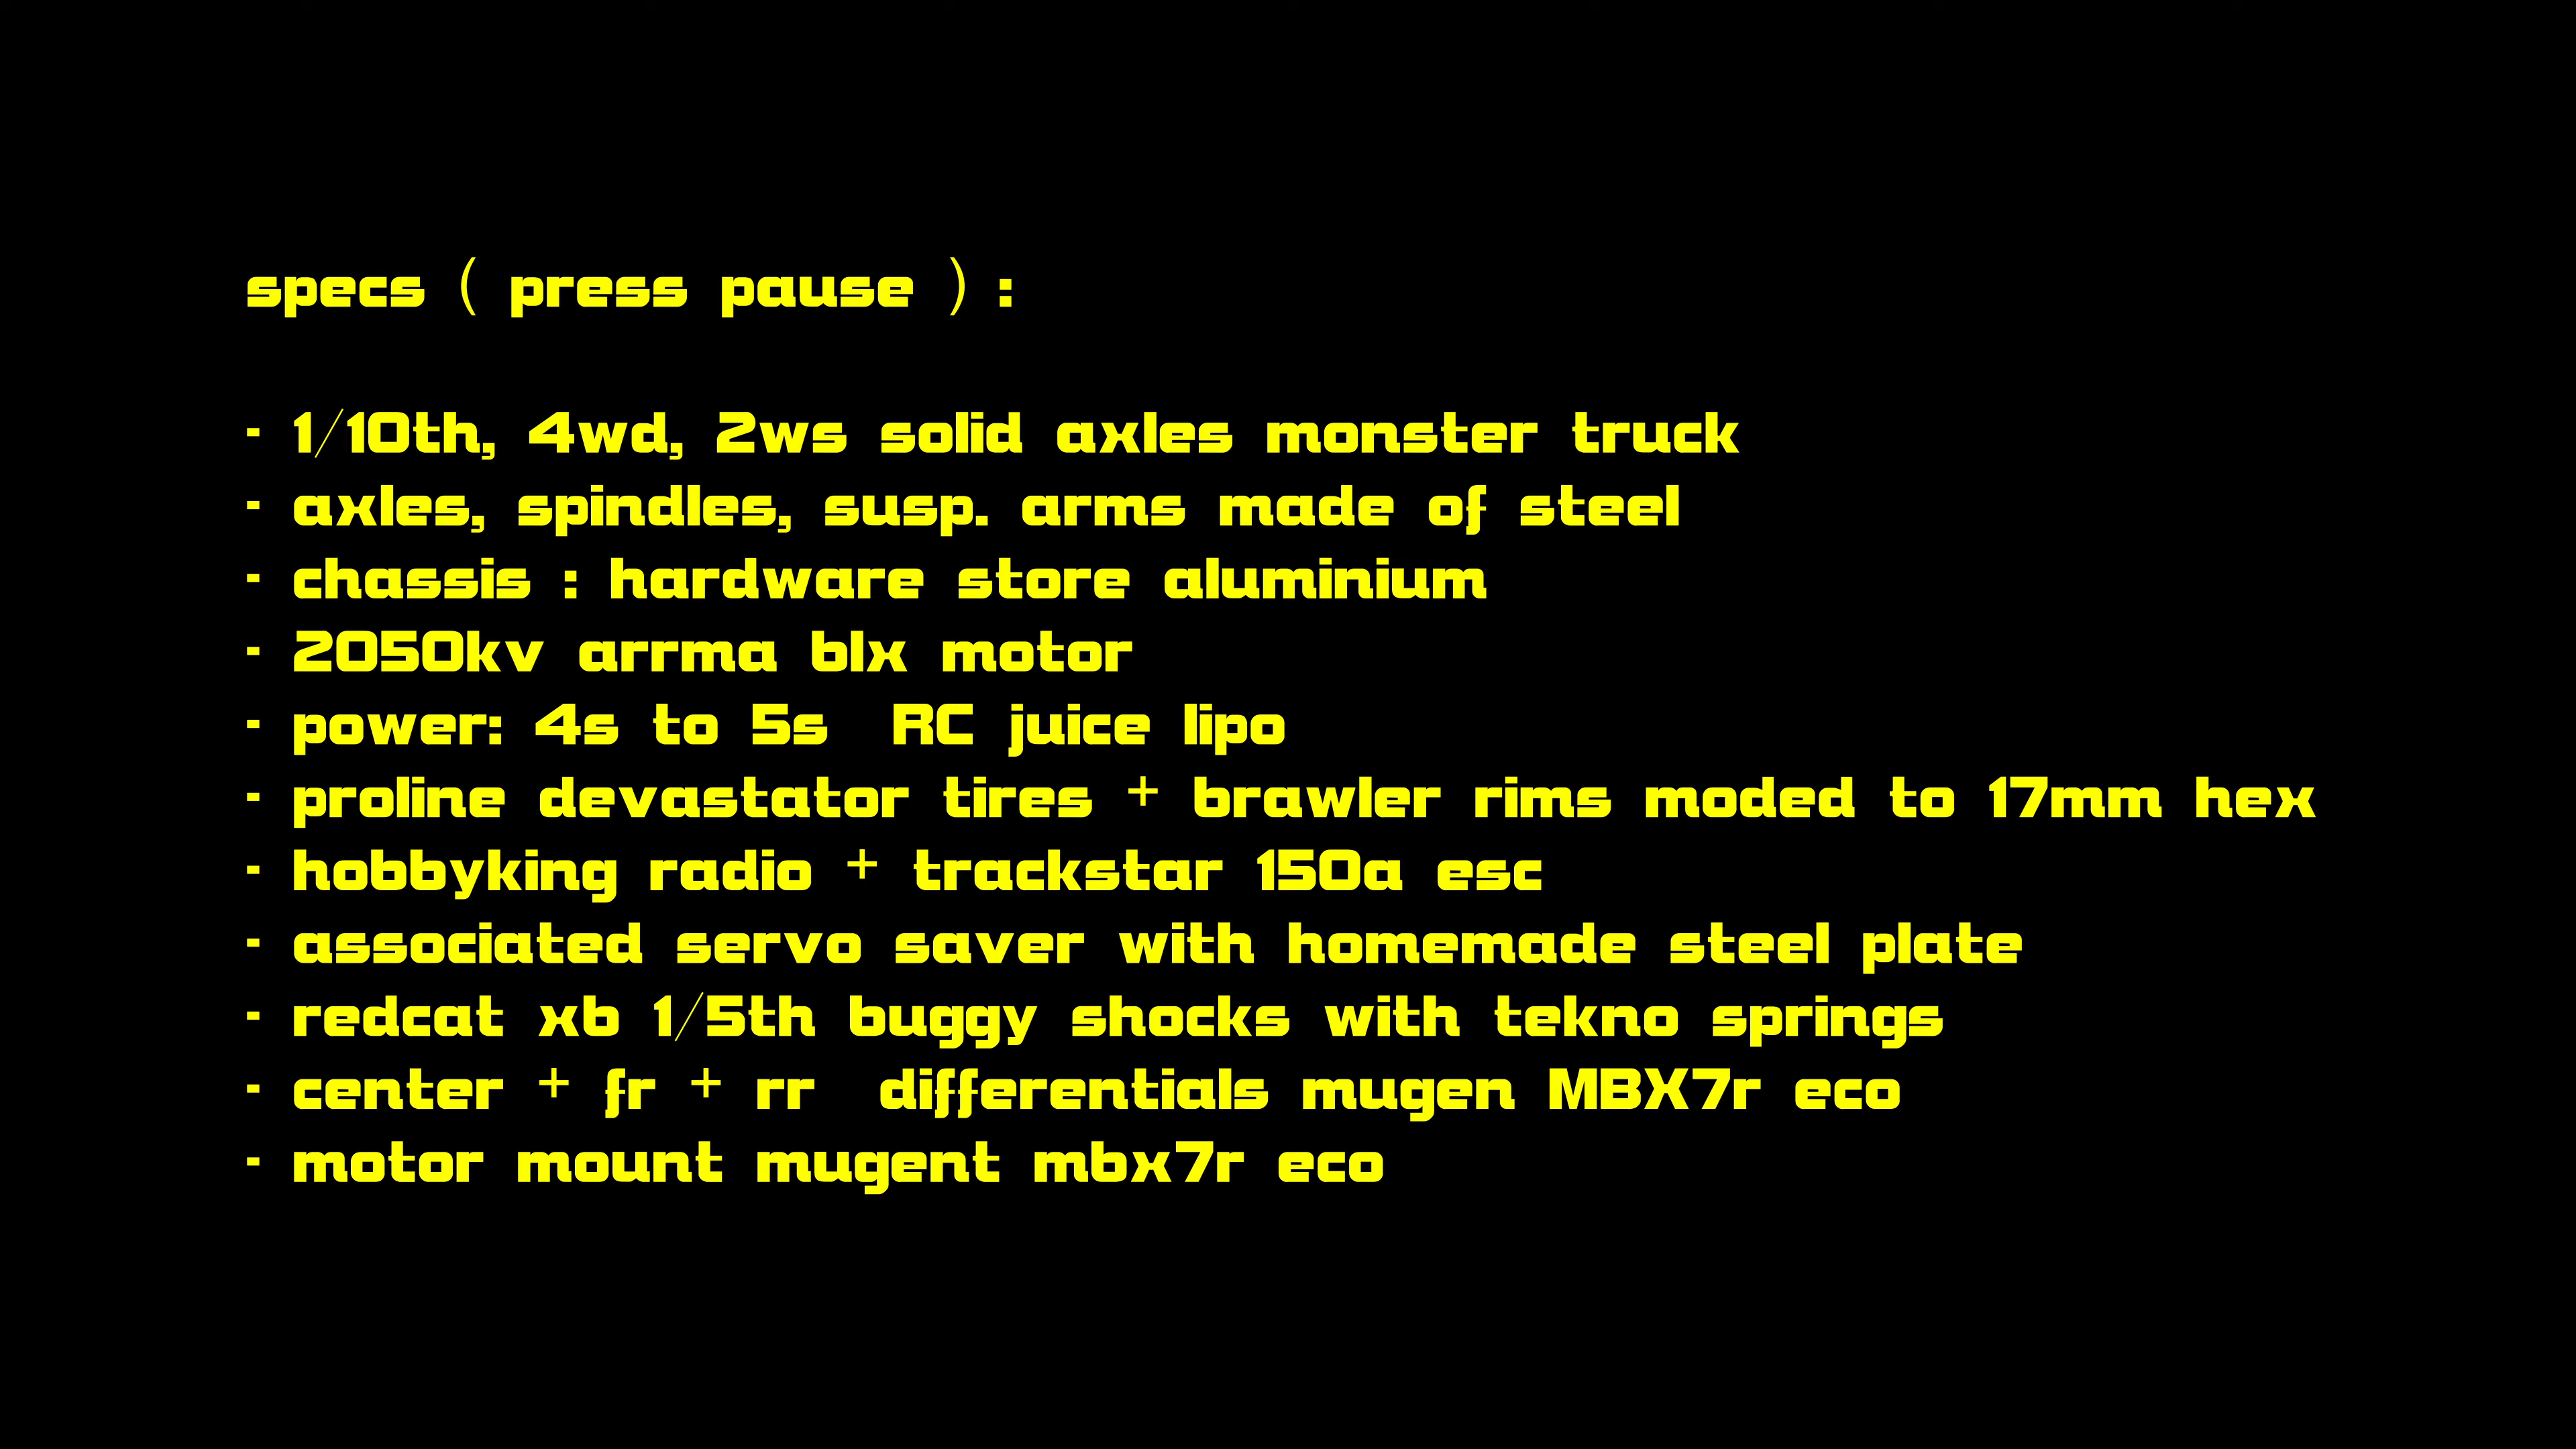 specs ( press pause ) :
- 1/10th, 4wd, 2ws solid axles monster truck
- axles, spindles, susp. arms made of steel
- chassis : hardware store aluminium
- 2050kv arrma blx motor
- power: 4s to 5s  RC juice lipo
- proline devastator tires + brawler rims moded to 17mm hex
- hobbyking radio + trackstar 150a esc
- associated servo saver with homemade steel plate
- redcat xb 1/5th buggy shocks with tekno springs
- center + fr + rr  differentials mugen MBX7r eco
- motor mount mugent mbx7r eco